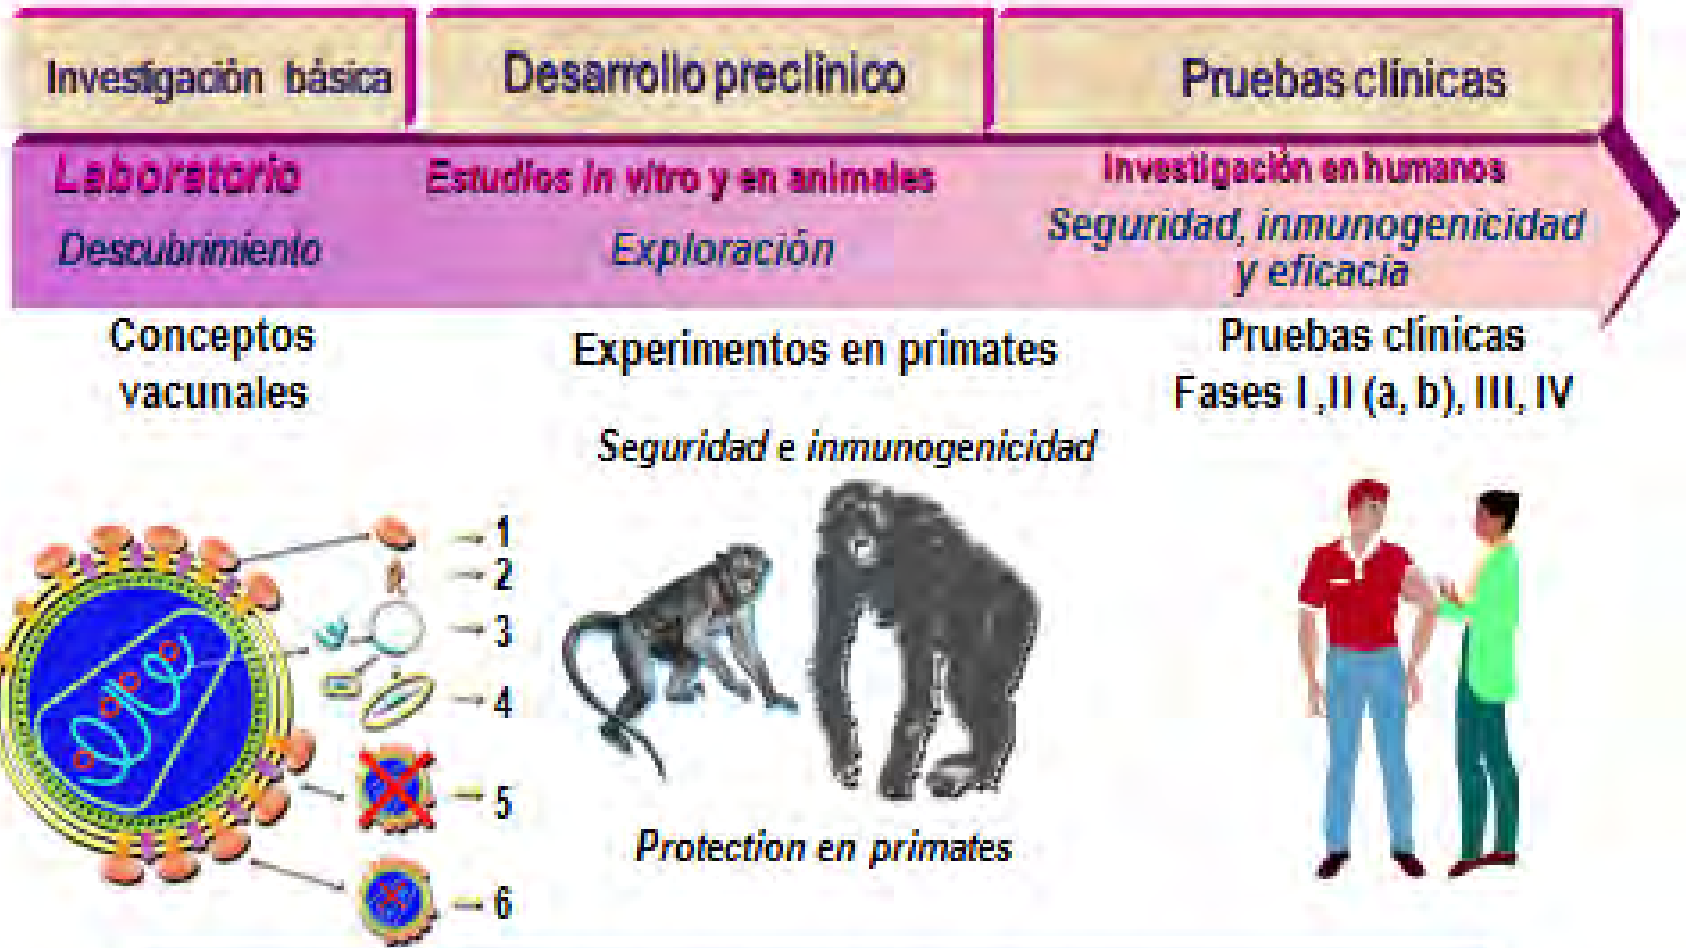 Investigación básica
Desarrollo preclínico
Pruebas clínicas
Laboratorio
Estudios in vitro y en animales
Investigación en humanos
Descubrimiento
Exploración
Seguridad, inmunogenicidad
y eficacia
Conceptos
vacunales
Experimentos en primates
Seguridad e inmunogenicidad
Pruebas clínicas
Fases I ,II (a, b), III, IV
1
2
3
4
5
6
Protection en primates